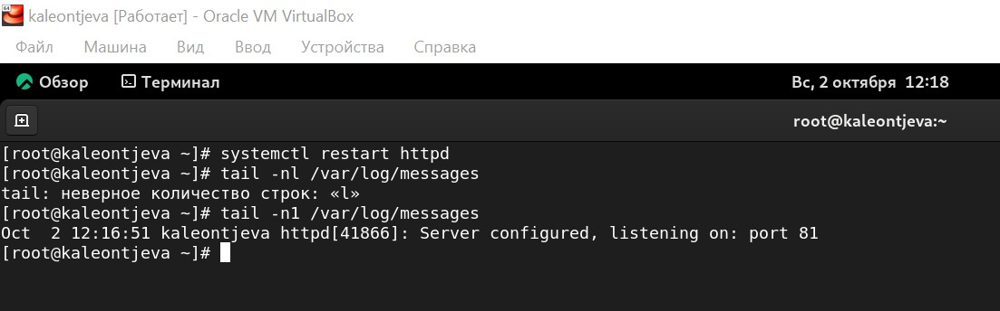 kaleontjeva [Работает] - Oracle VM VirtualBox
Файл Машина Вид Ввод Устройства Справка
Обзор Терминал Вс, 2 октября 12:18
root@kaleontjeva:~
[root@kaleontjeva ~]# systemctl restart httpd
[root@kaleontjeva ~]# tail -nl /var/log/messages
tail: неверное количество строк: «l»
[root@kaleontjeva ~]# tail -n1 /var/log/messages
Oct  2 12:16:51 kaleontjeva httpd[41866]: Server configured, listening on: port 81
[root@kaleontjeva ~]#